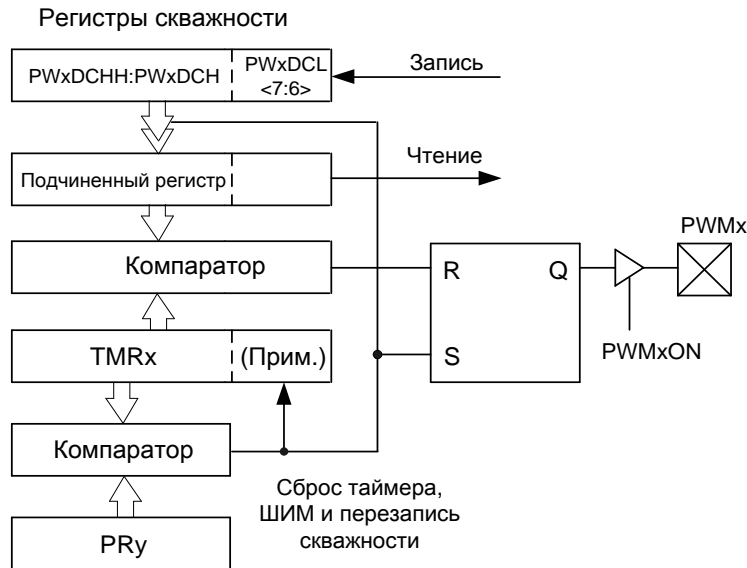 Регистры скважности
PWxDCHH:PWxDCH
PWxDCL
<7:6>
Запись
Подчиненный регистр
Чтение
Компаратор
R
Q
S
PWMx
PWMxON
TMRx
(Прим.)
Компаратор
Сброс таймера,
ШИМ и перезапись
скважности
PRy